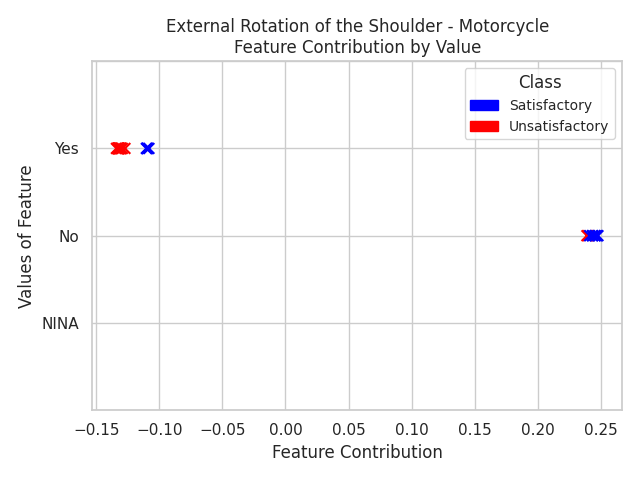 External Rotation of the Shoulder - Motorcycle
Feature Contribution by Value
Class
Satisfactory
Unsatisfactory
Values of Feature
Yes
No
NINA
−0.15 −0.10 −0.05 0.00 0.05 0.10 0.15 0.20 0.25
Feature Contribution